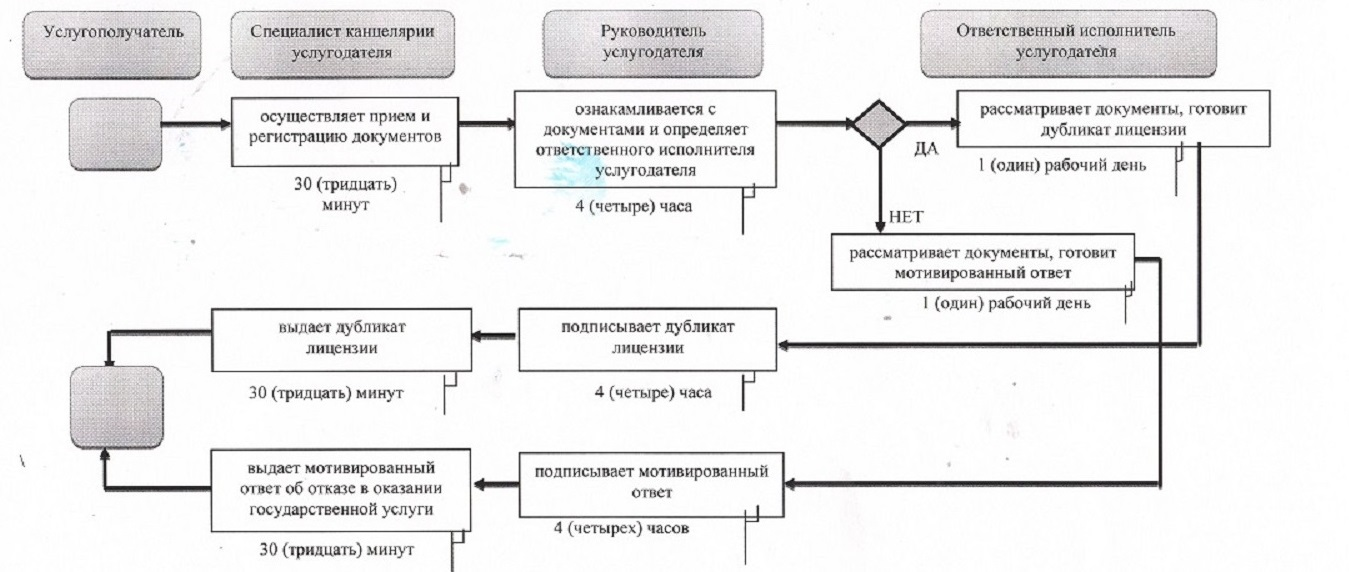 Услугополучатель
Специалист канцелярии
услугодателя
Руководитель
услугодателя
Ответственный исполнитель
услугодателя
осуществляет прием и
регистрацию документов
30 (тридцать)
минут
ознакамливается с
документами и определяет
ответственного исполнителя
услугодателя
4 (четыре) часа
ДА
рассматривает документы, готовит
дубликат лицензии
1 (один) рабочий день
НЕТ
рассматривает документы, готовит
мотивированный ответ
1 (один) рабочий день
выдает дубликат
лицензии
30 (тридцать) минут
подписывает дубликат
лицензии
4 (четыре) часа
выдает мотивированный
ответ об отказе в оказании
государственной услуги
30 (тридцать) минут
подписывает мотивированный
ответ
4 (четырех) часов